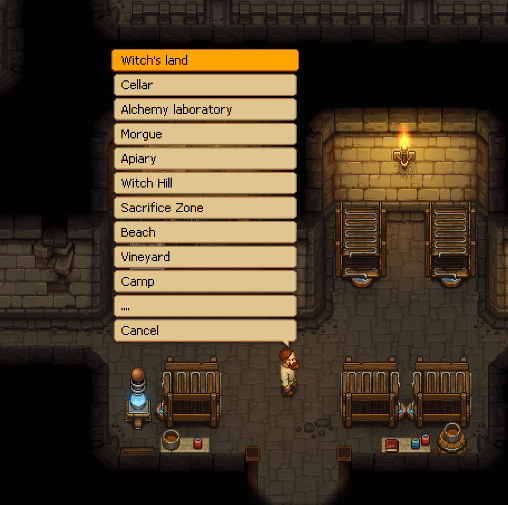 Witch's land
Cellar
Alchemy laboratory
Morgue
Apiary
Witch Hill
Sacrifice Zone
Beach
Vineyard
Camp
...
Cancel